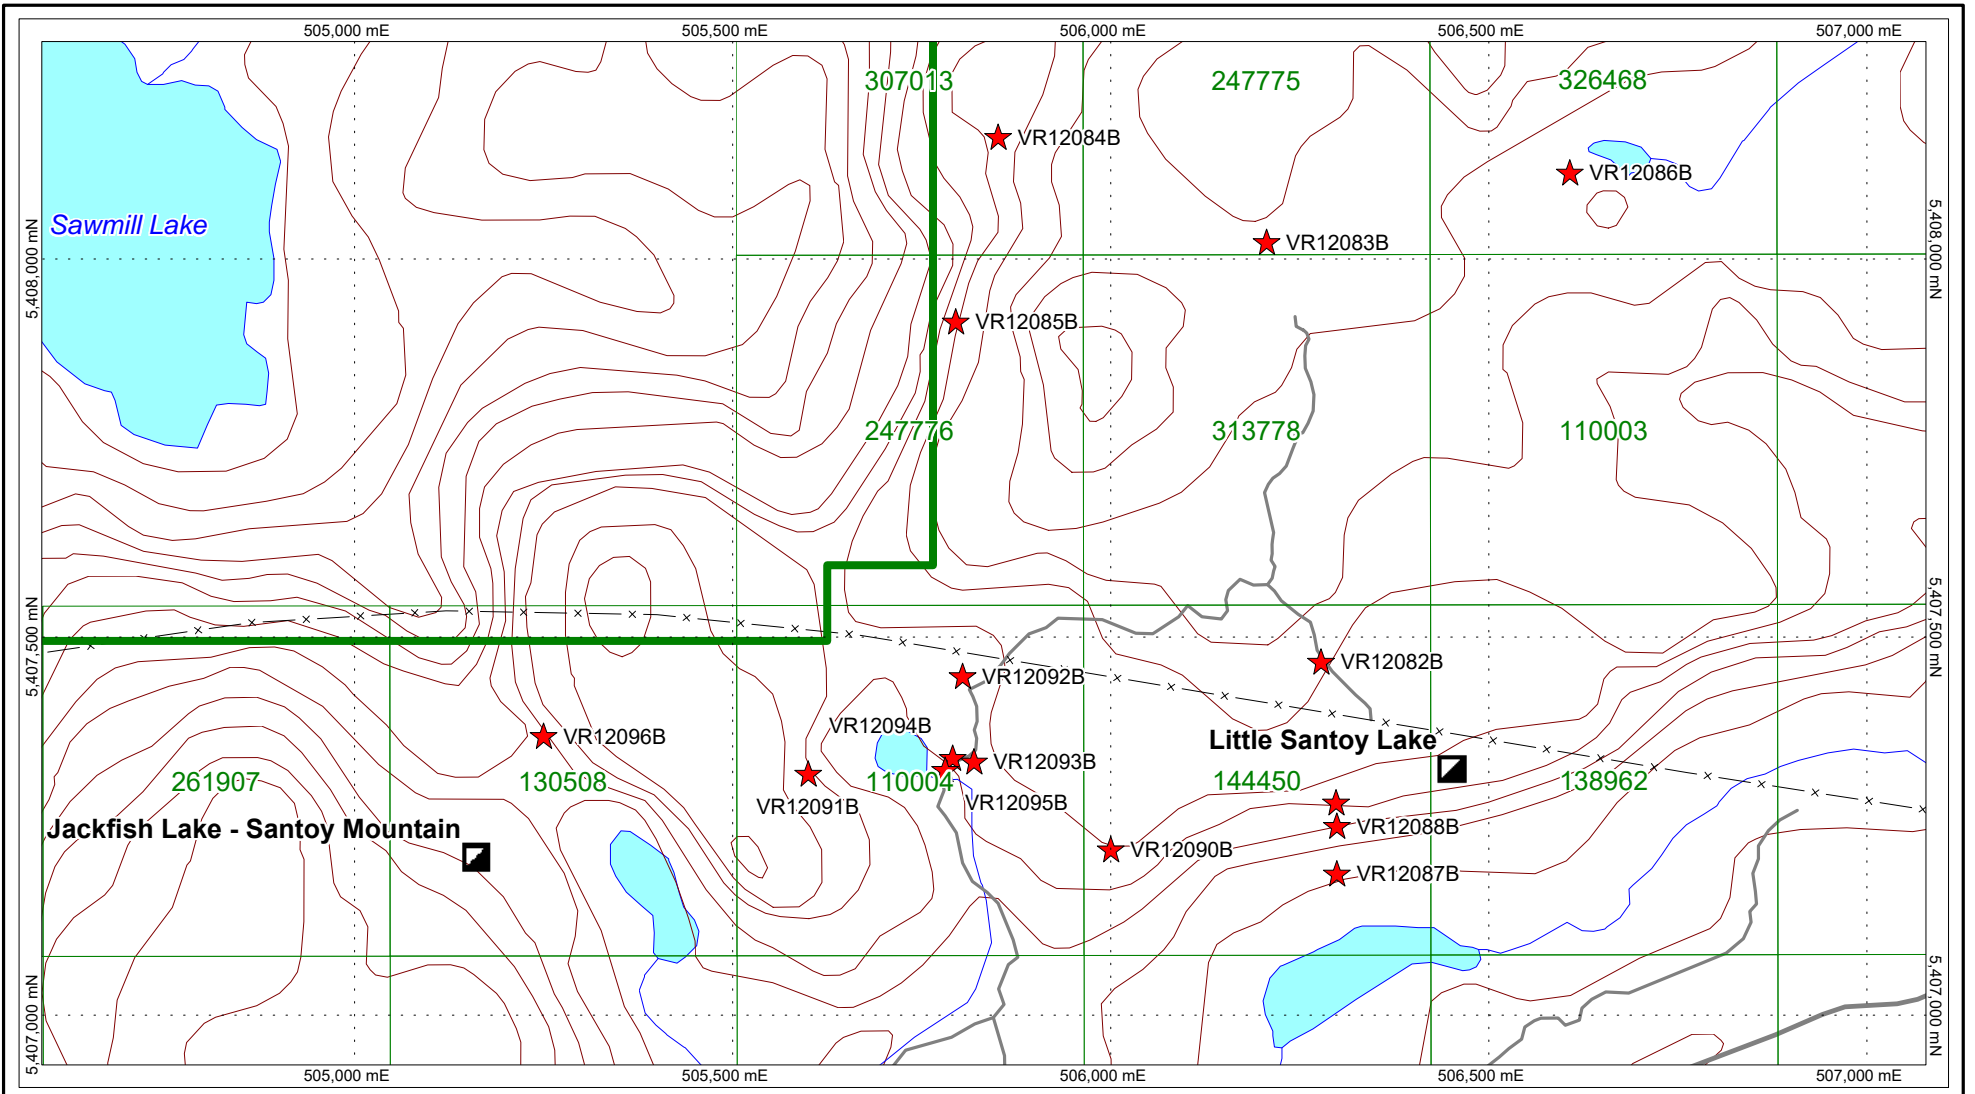 505,000 mE 505,500 mE 506,000 mE 506,500 mE 507,000 mE
307013 247775 326468
VR12084B
VR12086B
Sawmill Lake
VR12083B
5,408,000 mN 5,408,000 mN
VR12085B
247776 313778 110003
5,407,500 mN 5,407,500 mN
VR12082B
VR12092B
VR12094B
VR12096B
Little Santoy Lake
VR12093B
261907 130508 110004 144450 138962
VR12091B VR12095B
Jackfish Lake - Santoy Mountain
VR12088B
VR12090B
VR12087B
5,407,000 mN 5,407,000 mN
505,000 mE 505,500 mE 506,000 mE 506,500 mE 507,000 mE